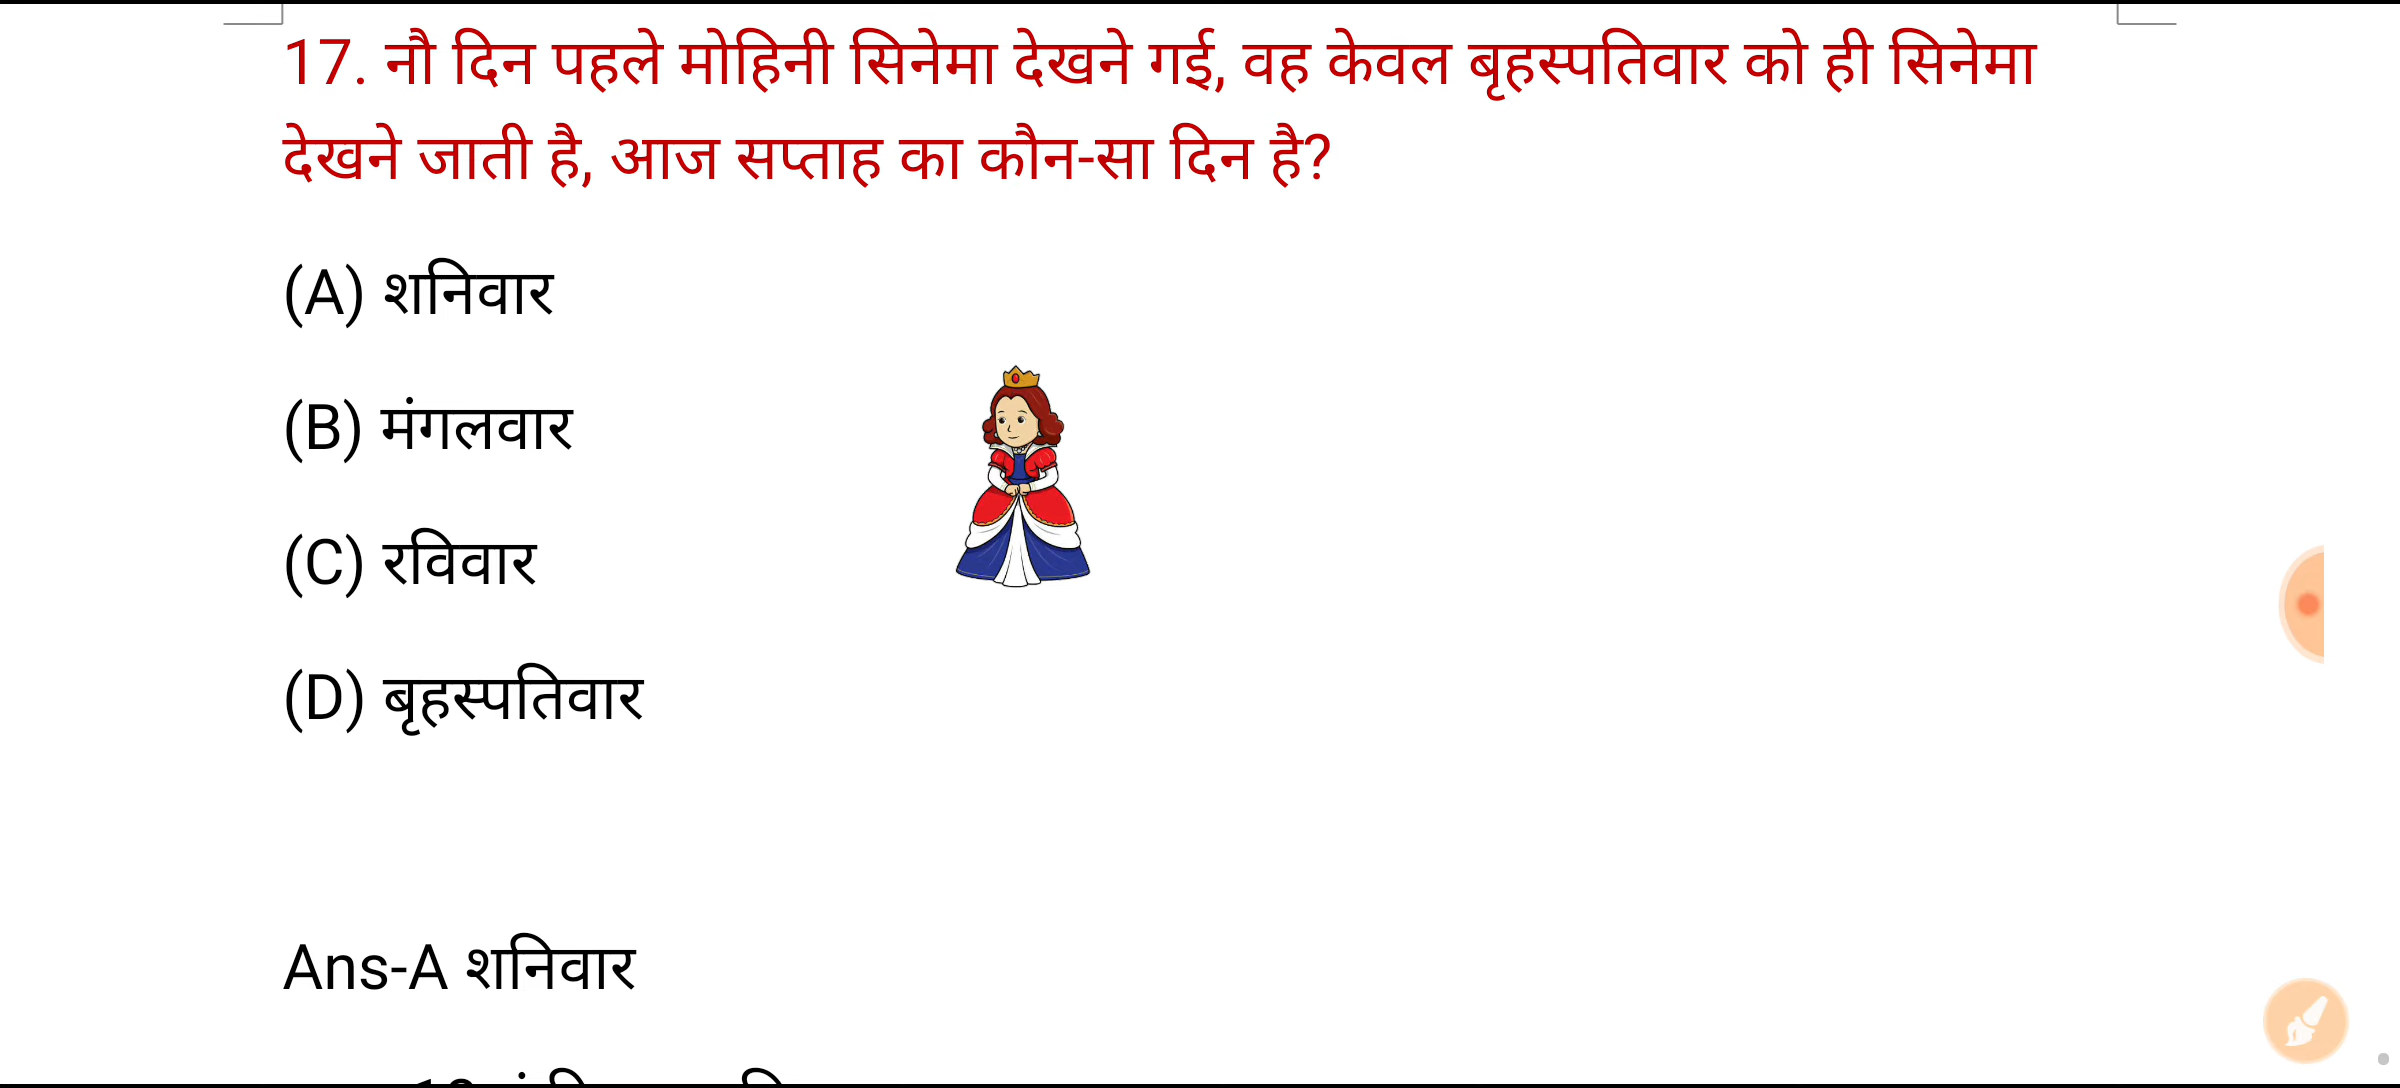 17. नौ दिन पहले मोहिनी सिनेमा देखने गई, वह केवल बृहस्पतिवार को ही सिनेमा
देखने जाती है, आज सप्ताह का कौन-सा दिन है?
(A) शनिवार
(B) मंगलवार
(C) रविवार
(D) बृहस्पतिवार
Ans-A शनिवार